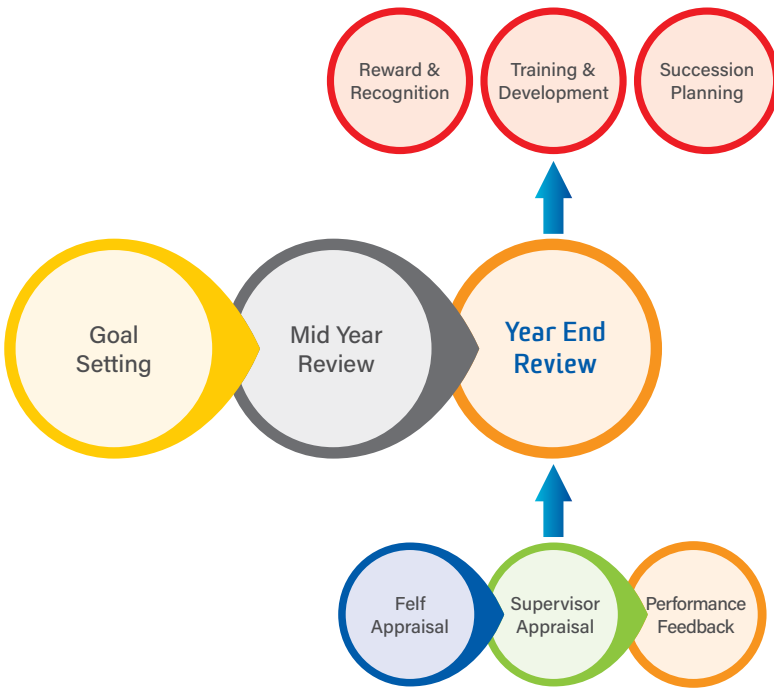 Reward &
Recognition
Training &
Development
Succession
Planning
Goal
Setting
Mid Year
Review
Year End
Review
Felf
Appraisal
Supervisor
Appraisal
Performance
Feedback